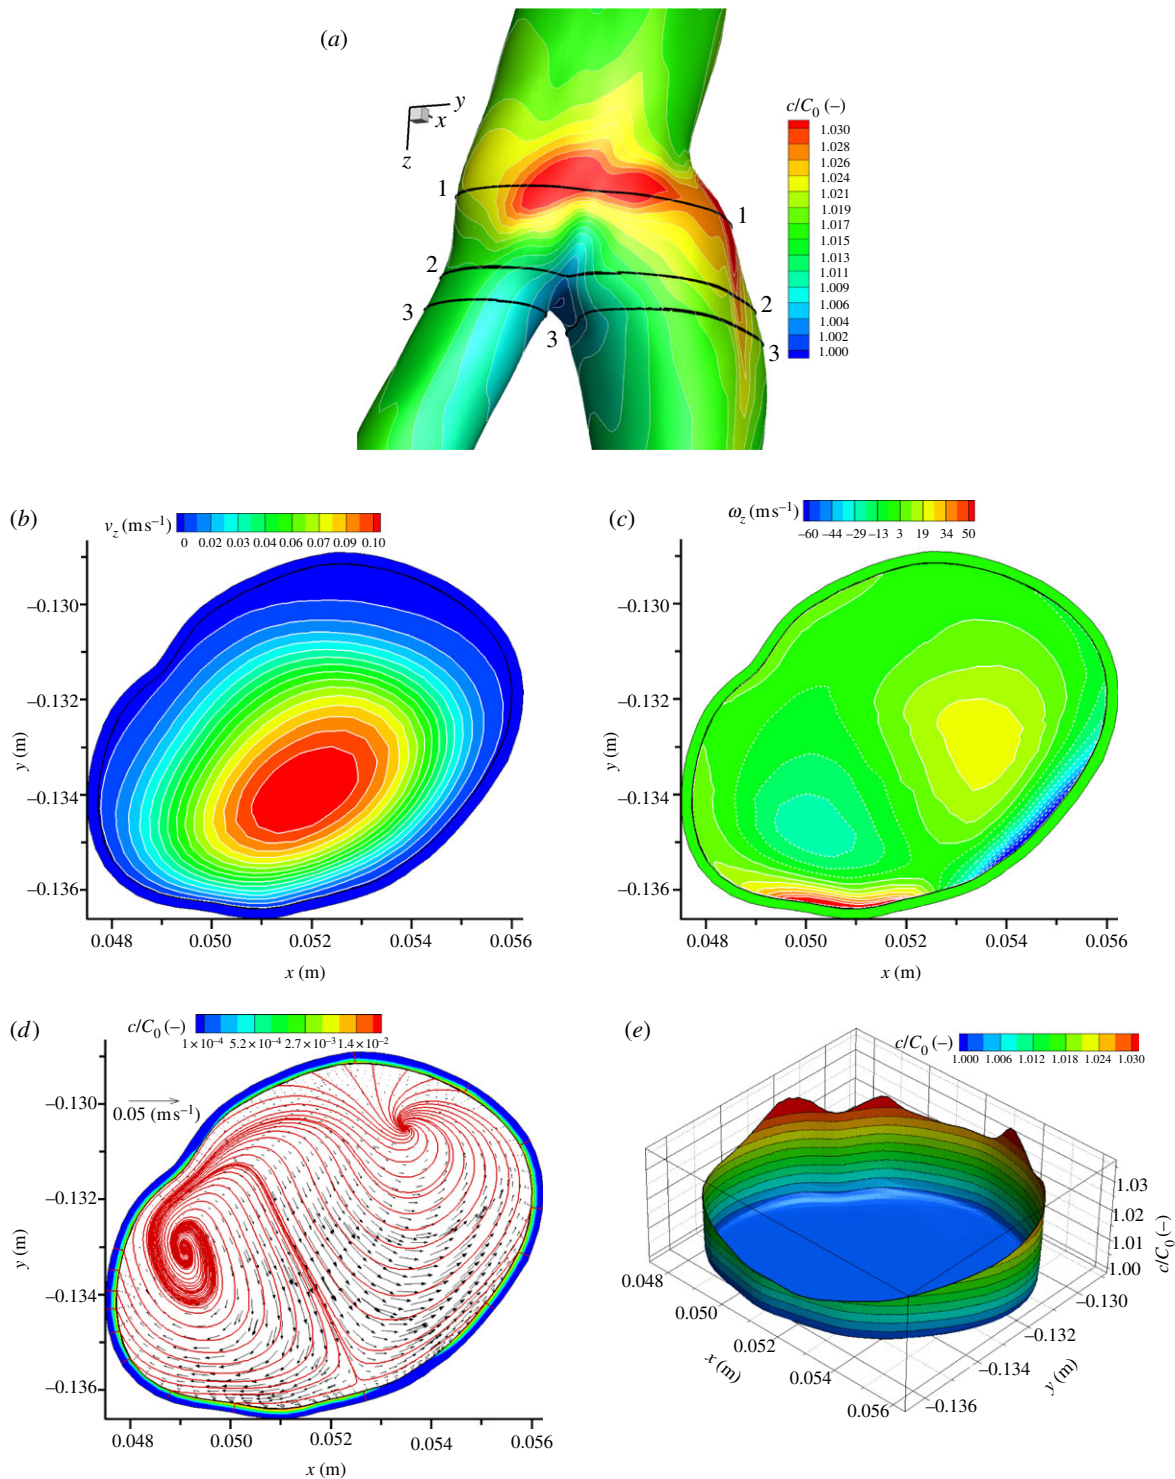 (a)
y
x
z
c/C0 (–)
1.030
1.028
1.026
1.024
1.021
1.019
1.017
1.015
1.013
1.011
1.009
1.006
1.004
1.002
1.000
1
1
2
2
3
3
3
(b)
vz (m s–1)
0 0.02 0.03 0.04 0.06 0.07 0.09 0.10
–0.130
–0.132
–0.134
–0.136
y (m)
0.048 0.050 0.052 0.054 0.056
x (m)
(c)
ωz (m s–1)
–60 –44 –29 –13 3 19 34 50
–0.130
–0.132
–0.134
–0.136
y (m)
0.048 0.050 0.052 0.054 0.056
x (m)
(d)
c/C0 (–)
1 × 10–4 5.2 × 10–4 2.7 × 10–3 1.4 × 10–2
0.05 (m s–1)
–0.130
–0.132
–0.134
–0.136
y (m)
0.048 0.050 0.052 0.054 0.056
x (m)
(e)
c/C0 (–)
1.000 1.006 1.012 1.018 1.024 1.030
1.03
1.02
1.01
1.00
c/C0 (–)
0.048
0.050
0.052
0.054
0.056
x (m)
–0.130
–0.132
–0.134
–0.136
y (m)